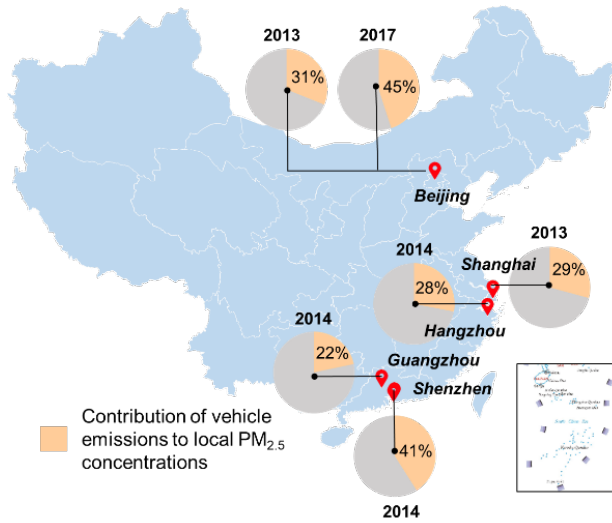 2013
2017
31%
45%
Beijing
2013
2014
Shanghai
29%
28%
2014
Hangzhou
22%
Guangzhou
Shenzhen
Contribution of vehicle
emissions to local PM2.5
concentrations
41%
2014